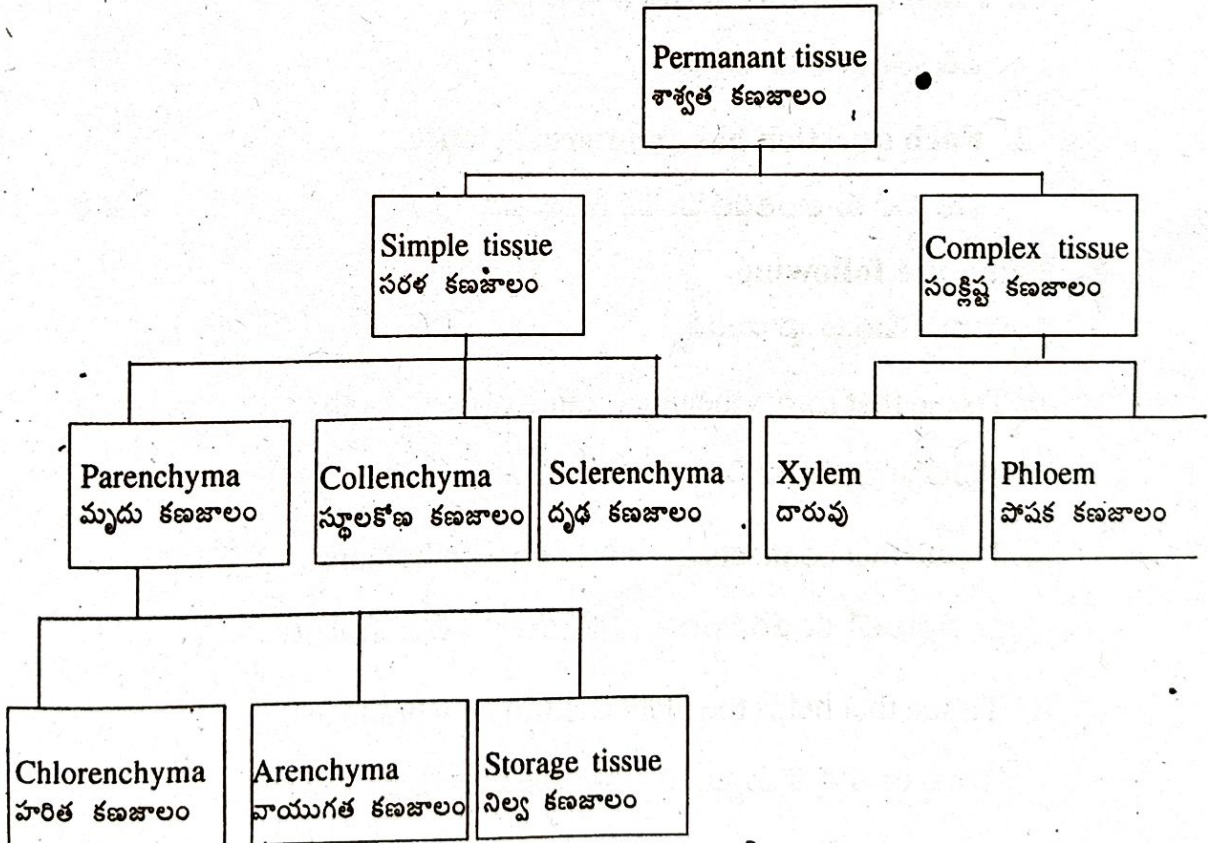 Permanant tissue
శాశ్వత కణజాలం
Simple tissue
సరళ కణజాలం
Complex tissue
సంక్లిష్ట కణజాలం
Parenchyma
మృదు కణజాలం
Collenchyma
స్థూలకోణ కణజాలం
Sclerenchyma
దృఢ కణజాలం
Xylem
దారువు
Phloem
పోషక కణజాలం
Chlorenchyma
హరిత కణజాలం
Arenchyma
వాయుగత కణజాలం
Storage tissue
నిల్వ కణజాలం